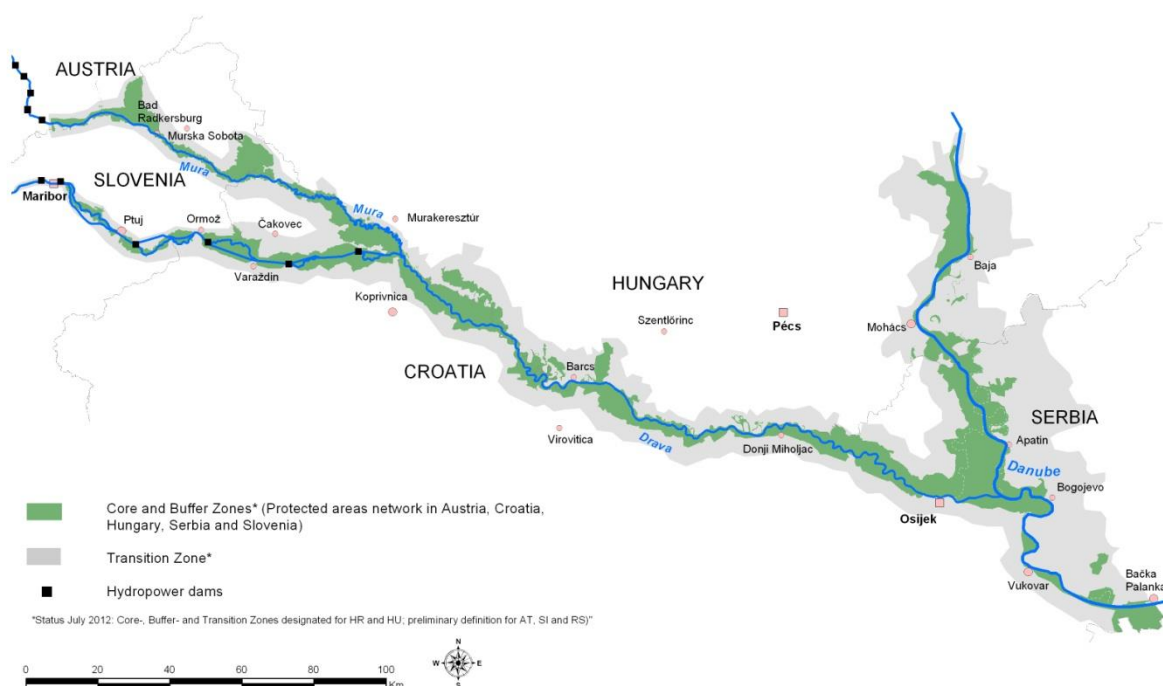 AUSTRIA
Bad
Radkersburg
Murska Sobota
Mura
SLOVENIA
Maribor
Ptuj
Ormož
Čakovec
Varaždin
Mura
Murakeresztúr
Koprivnica
HUNGARY
Baja
Szentlőrinc
Pécs
Mohács
CROATIA
Barcs
Virovitica
Drava
Donji Miholjac
SERBIA
Apatin
Danube
Bogojevo
Osijek
Vukovar
Bačka
Palanka
Core and Buffer Zones* (Protected areas network in Austria, Croatia,
Hungary, Serbia and Slovenia)
Transition Zone*
Hydropower dams
*Status July 2012: Core-, Buffer- and Transition Zones designated for HR and HU; preliminary definition for AT, SI and RS)"
N
W E
S
0 20 40 60 80 100
Km